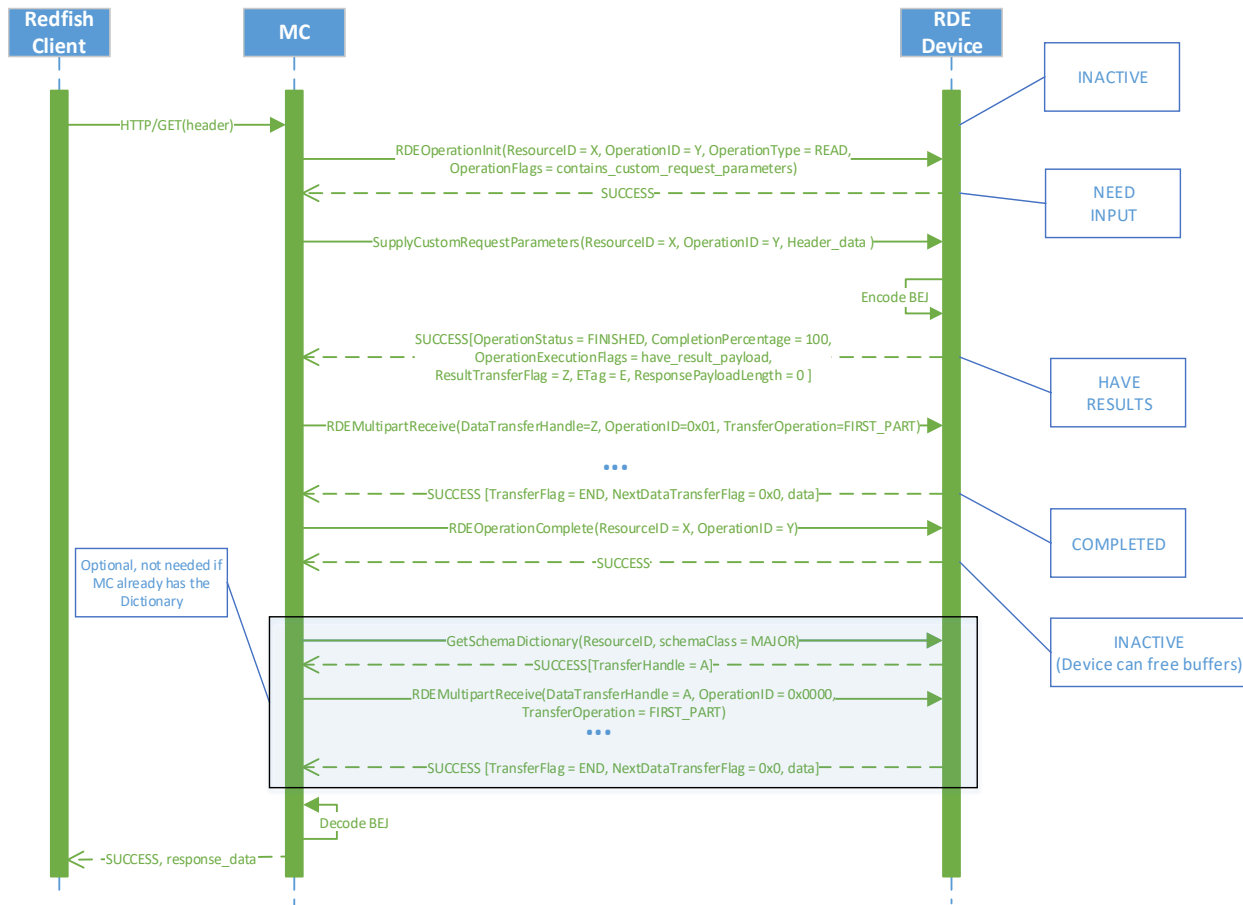 Redfish
Client
MC
RDE
Device
INACTIVE
HTTP/GET(header)
RDEOperationInit(ResourceID = X, OperationID = Y, OperationType = READ,
OperationFlags = contains_custom_request_parameters)
SUCCESS
NEED
INPUT
SupplyCustomRequestParameters(ResourceID = X, OperationID = Y, Header_data )
Encode BEJ
SUCCESS[OperationStatus = FINISHED, CompletionPercentage = 100,
OperationExecutionFlags = have_result_payload,
ResultTransferFlag = Z, ETag = E, ResponsePayloadLength = 0 ]
HAVE
RESULTS
RDEMultipartReceive(DataTransferHandle=Z, OperationID=0x01, TransferOperation=FIRST_PART)
...
SUCCESS [TransferFlag = END, NextDataTransferFlag = 0x0, data]
RDEOperationComplete(ResourceID = X, OperationID = Y)
COMPLETED
SUCCESS
Optional, not needed if
MC already has the
Dictionary
GetSchemaDictionary(ResourceID, schemaClass = MAJOR)
INACTIVE
(Device can free buffers)
SUCCESS[TransferHandle = A]
RDEMultipartReceive(DataTransferHandle = A, OperationID = 0x0000,
TransferOperation = FIRST_PART)
...
SUCCESS [TransferFlag = END, NextDataTransferFlag = 0x0, data]
Decode BEJ
SUCCESS, response_data